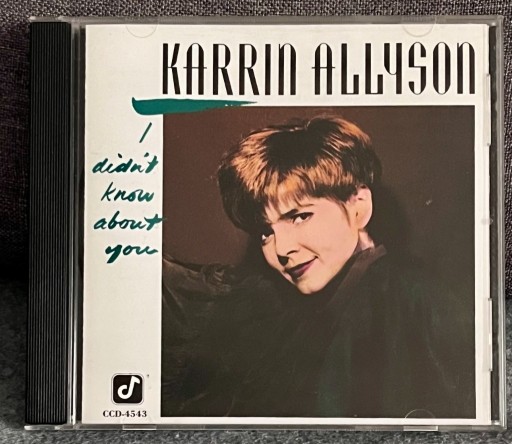 KARRIN ALLYSON
I
didn't
know
about
you
CCD-4543